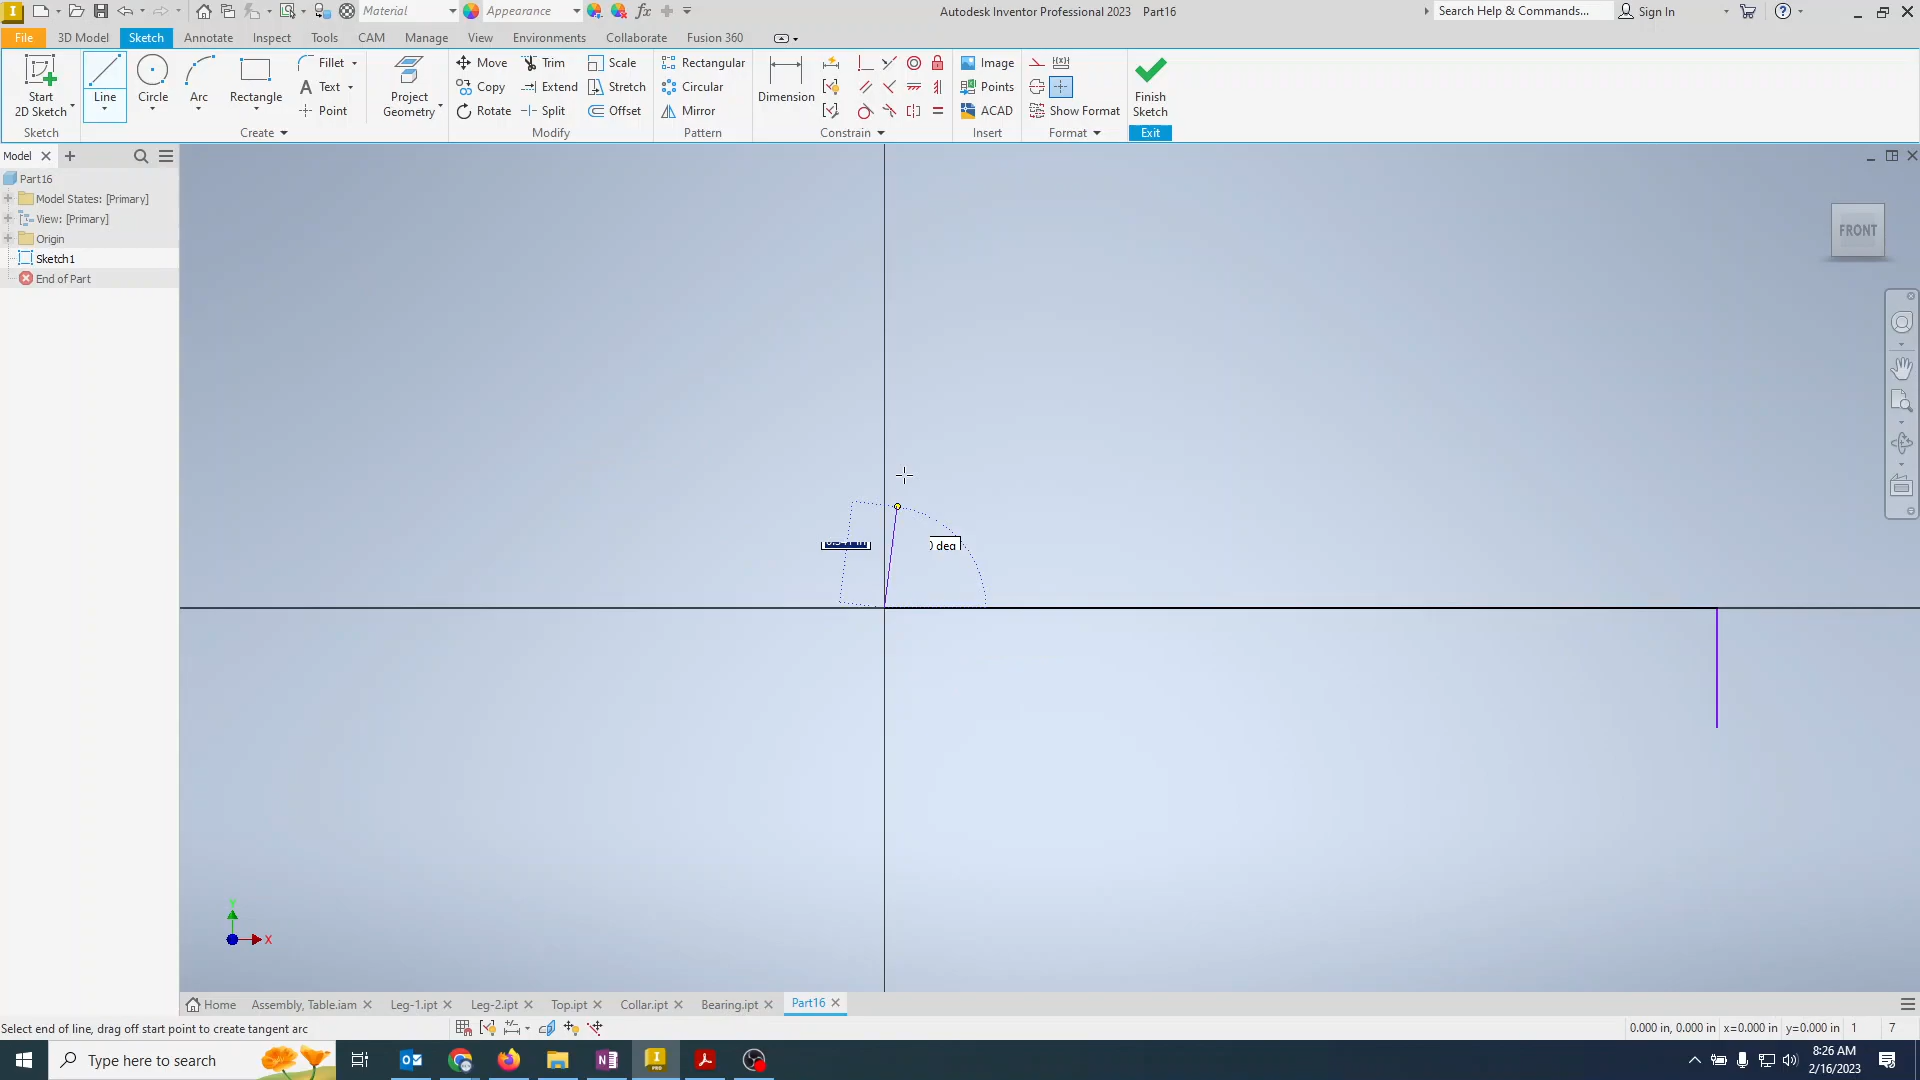 Material
Appearance
fx
Autodesk Inventor Professional 2023 Part16
Search Help & Commands...
Sign In
File 3D Model Sketch Annotate Inspect Tools CAM Manage View Environments Collaborate Fusion 360
Start
2D Sketch
Line
Circle
Arc
Rectangle
Fillet
Text
Point
Project
Geometry
Move
Copy
Rotate
Trim
Extend
Split
Scale
Stretch
Offset
Rectangular
Circular
Mirror
Dimension
Image
Points
ACAD
Show Format
Finish
Sketch
Sketch
Create
Modify
Pattern
Constrain
Insert
Format
Exit
Model
Part16
Model States: [Primary]
View: [Primary]
Origin
Sketch1
End of Part
FRONT
deg
Y
X
Home Assembly, Table.iam Leg-1.ipt Leg-2.ipt Top.ipt Collar.ipt Bearing.ipt Part16
Select end of line, drag off start point to create tangent arc
0.000 in, 0.000 in x=0.000 in y=0.000 in 1 7
Type here to search
8:26 AM
2/16/2023